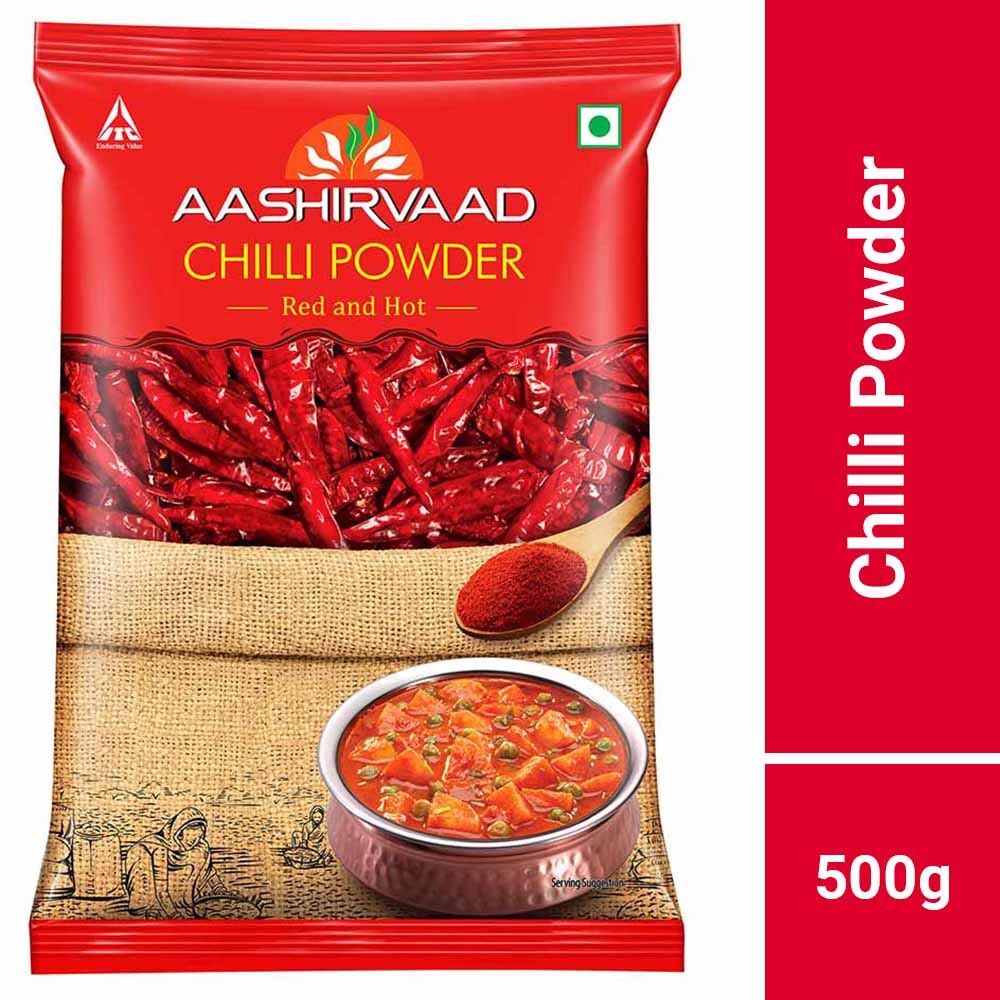 ITC
Enduring Value
AASHIRVAAD
CHILLI POWDER
Red and Hot
Serving Suggestion
Chilli Powder
500g